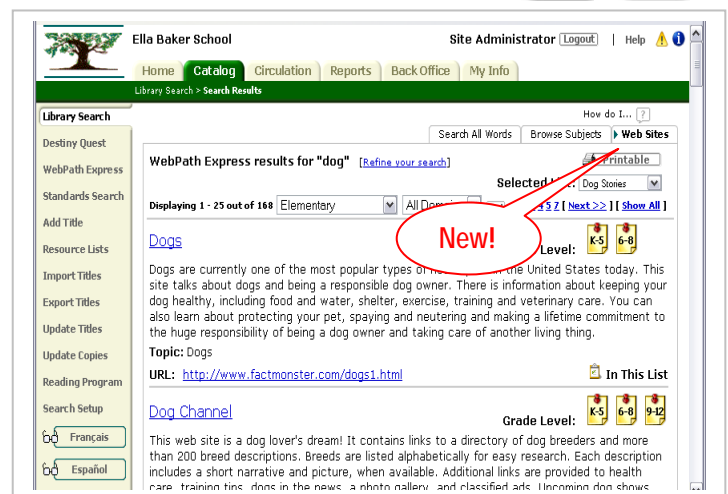 Ella Baker School
Site Administrator Logout | Help
Home Catalog Circulation Reports Back Office My Info
Library Search > Search Results
Library Search
Destiny Quest
WebPath Express
Standards Search
Add Title
Resource Lists
Import Titles
Export Titles
Update Titles
Update Copies
Reading Program
Search Setup
Français
Español
How do I... ?
Search All Words Browse Subjects Web Sites
WebPath Express results for "dog" [Refine your search]
Printable
Selected Dog Stories
Displaying 1 - 25 out of 168 Elementary All
4 5 7 [ Next >> ] [ Show All ]
New!
Dogs
Level: K-5 6-8
Dogs are currently one of the most popular types of the United States today. This
site talks about dogs and being a responsible dog owner. There is information about keeping your
dog healthy, including food and water, shelter, exercise, training and veterinary care. You can
also learn about protecting your pet, spaying and neutering and making a lifetime commitment to
the huge responsibility of being a dog owner and taking care of another living thing.
Topic: Dogs
URL: http://www.factmonster.com/dogs1.html
In This List
Dog Channel
Grade Level: K-5 6-8 9-12
This web site is a dog lover's dream! It contains links to a directory of dog breeders and more
than 200 breed descriptions. Breeds are listed alphabetically for easy research. Each description
includes a short narrative and picture, when available. Additional links are provided to health
care, training tips, dogs in the news, a photo gallery, and classified ads. Upcoming dog shows